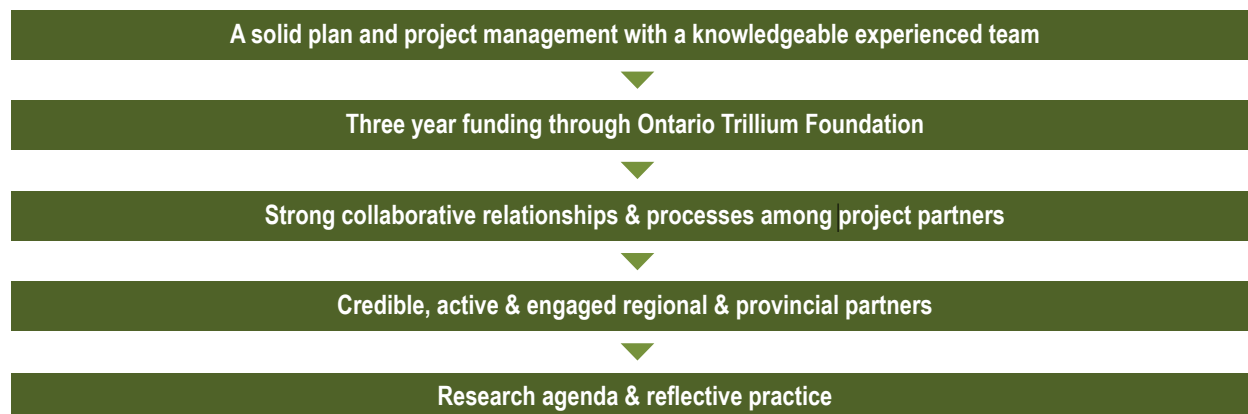 A solid plan and project management with a knowledgeable experienced team
Three year funding through Ontario Trillium Foundation
Strong collaborative relationships & processes among project partners
Credible, active & engaged regional & provincial partners
Research agenda & reflective practice